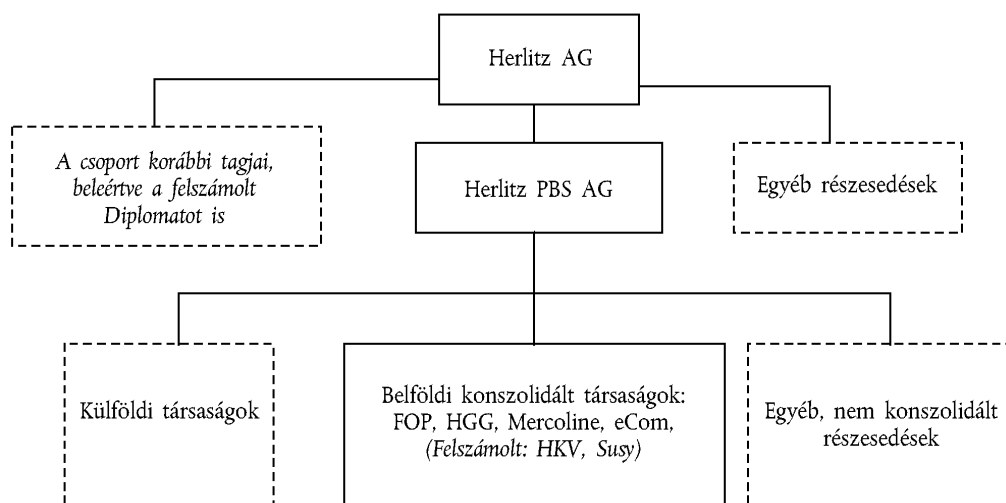 Herlitz AG
A csoport korábbi tagjai,
beleértve a felszámolt
Diplomatot is
Herlitz PBS AG
Egyéb részesedések
Külföldi társaságok
Belföldi konszolidált társaságok:
FOP, HGG, Mercoline, eCom,
(Felszámolt: HKV, Susy)
Egyéb, nem konszolidált
részesedések